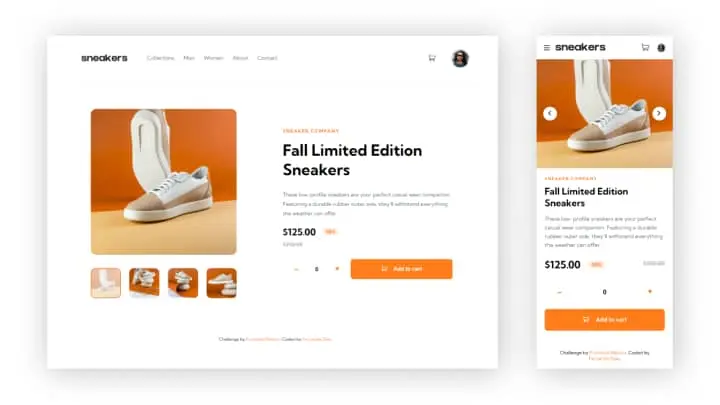 sneakers
Collections Men Women About Contact
SNEAKER COMPANY
Fall Limited Edition
Sneakers
These low-profile sneakers are your perfect casual wear companion.
Featuring a durable rubber outer sole, they'll withstand everything
the weather can offer.
$125.00 50%
$250.00
- 0 +
Add to cart
Challenge by Frontend Mentor. Coded by
sneakers
SNEAKER COMPANY
Fall Limited Edition
Sneakers
These low-profile sneakers are your perfect
casual wear companion. Featuring a durable
rubber outer sole, they'll withstand everything
the weather can offer.
$125.00 50% $250.00
- 0 +
Add to cart
Challenge by Frontend Mentor. Coded by